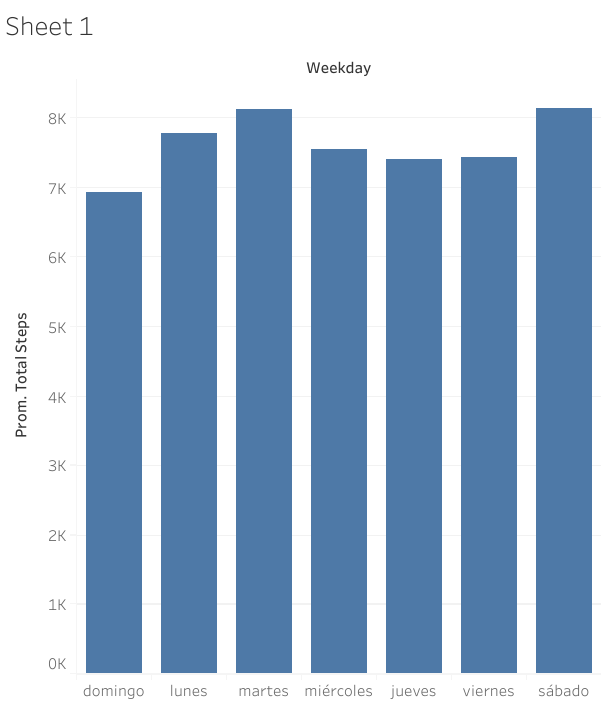 Sheet 1
Weekday
Prom. Total Steps
8K
7K
6K
5K
4K
3K
2K
1K
0K
domingo lunes martes miércoles jueves viernes sábado